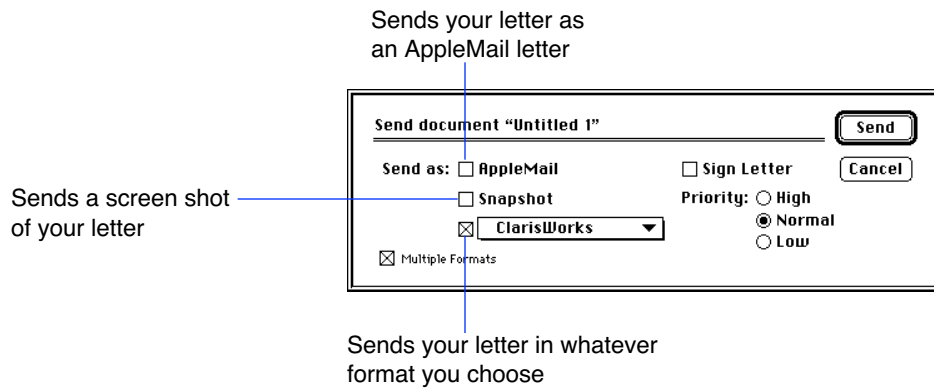 Sends your letter as
an AppleMail letter
Send document “Untitled 1”
Send
Send as: AppleMail
Sign Letter
Cancel
Sends a screen shot
of your letter
Snapshot
Priority: High
ClarisWorks
Normal
Low
Multiple Formats
Sends your letter in whatever
format you choose